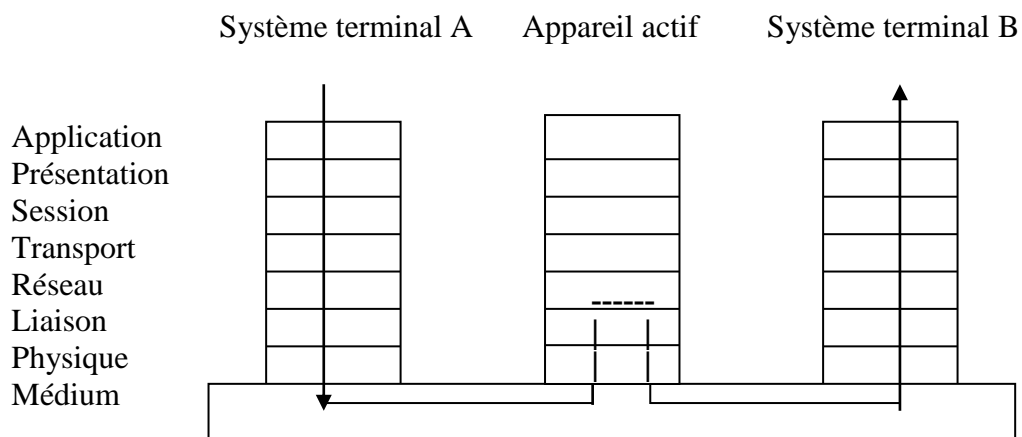 Système terminal A Appareil actif Système terminal B
Application
Présentation
Session
Transport
Réseau
Liaison
Physique
Médium